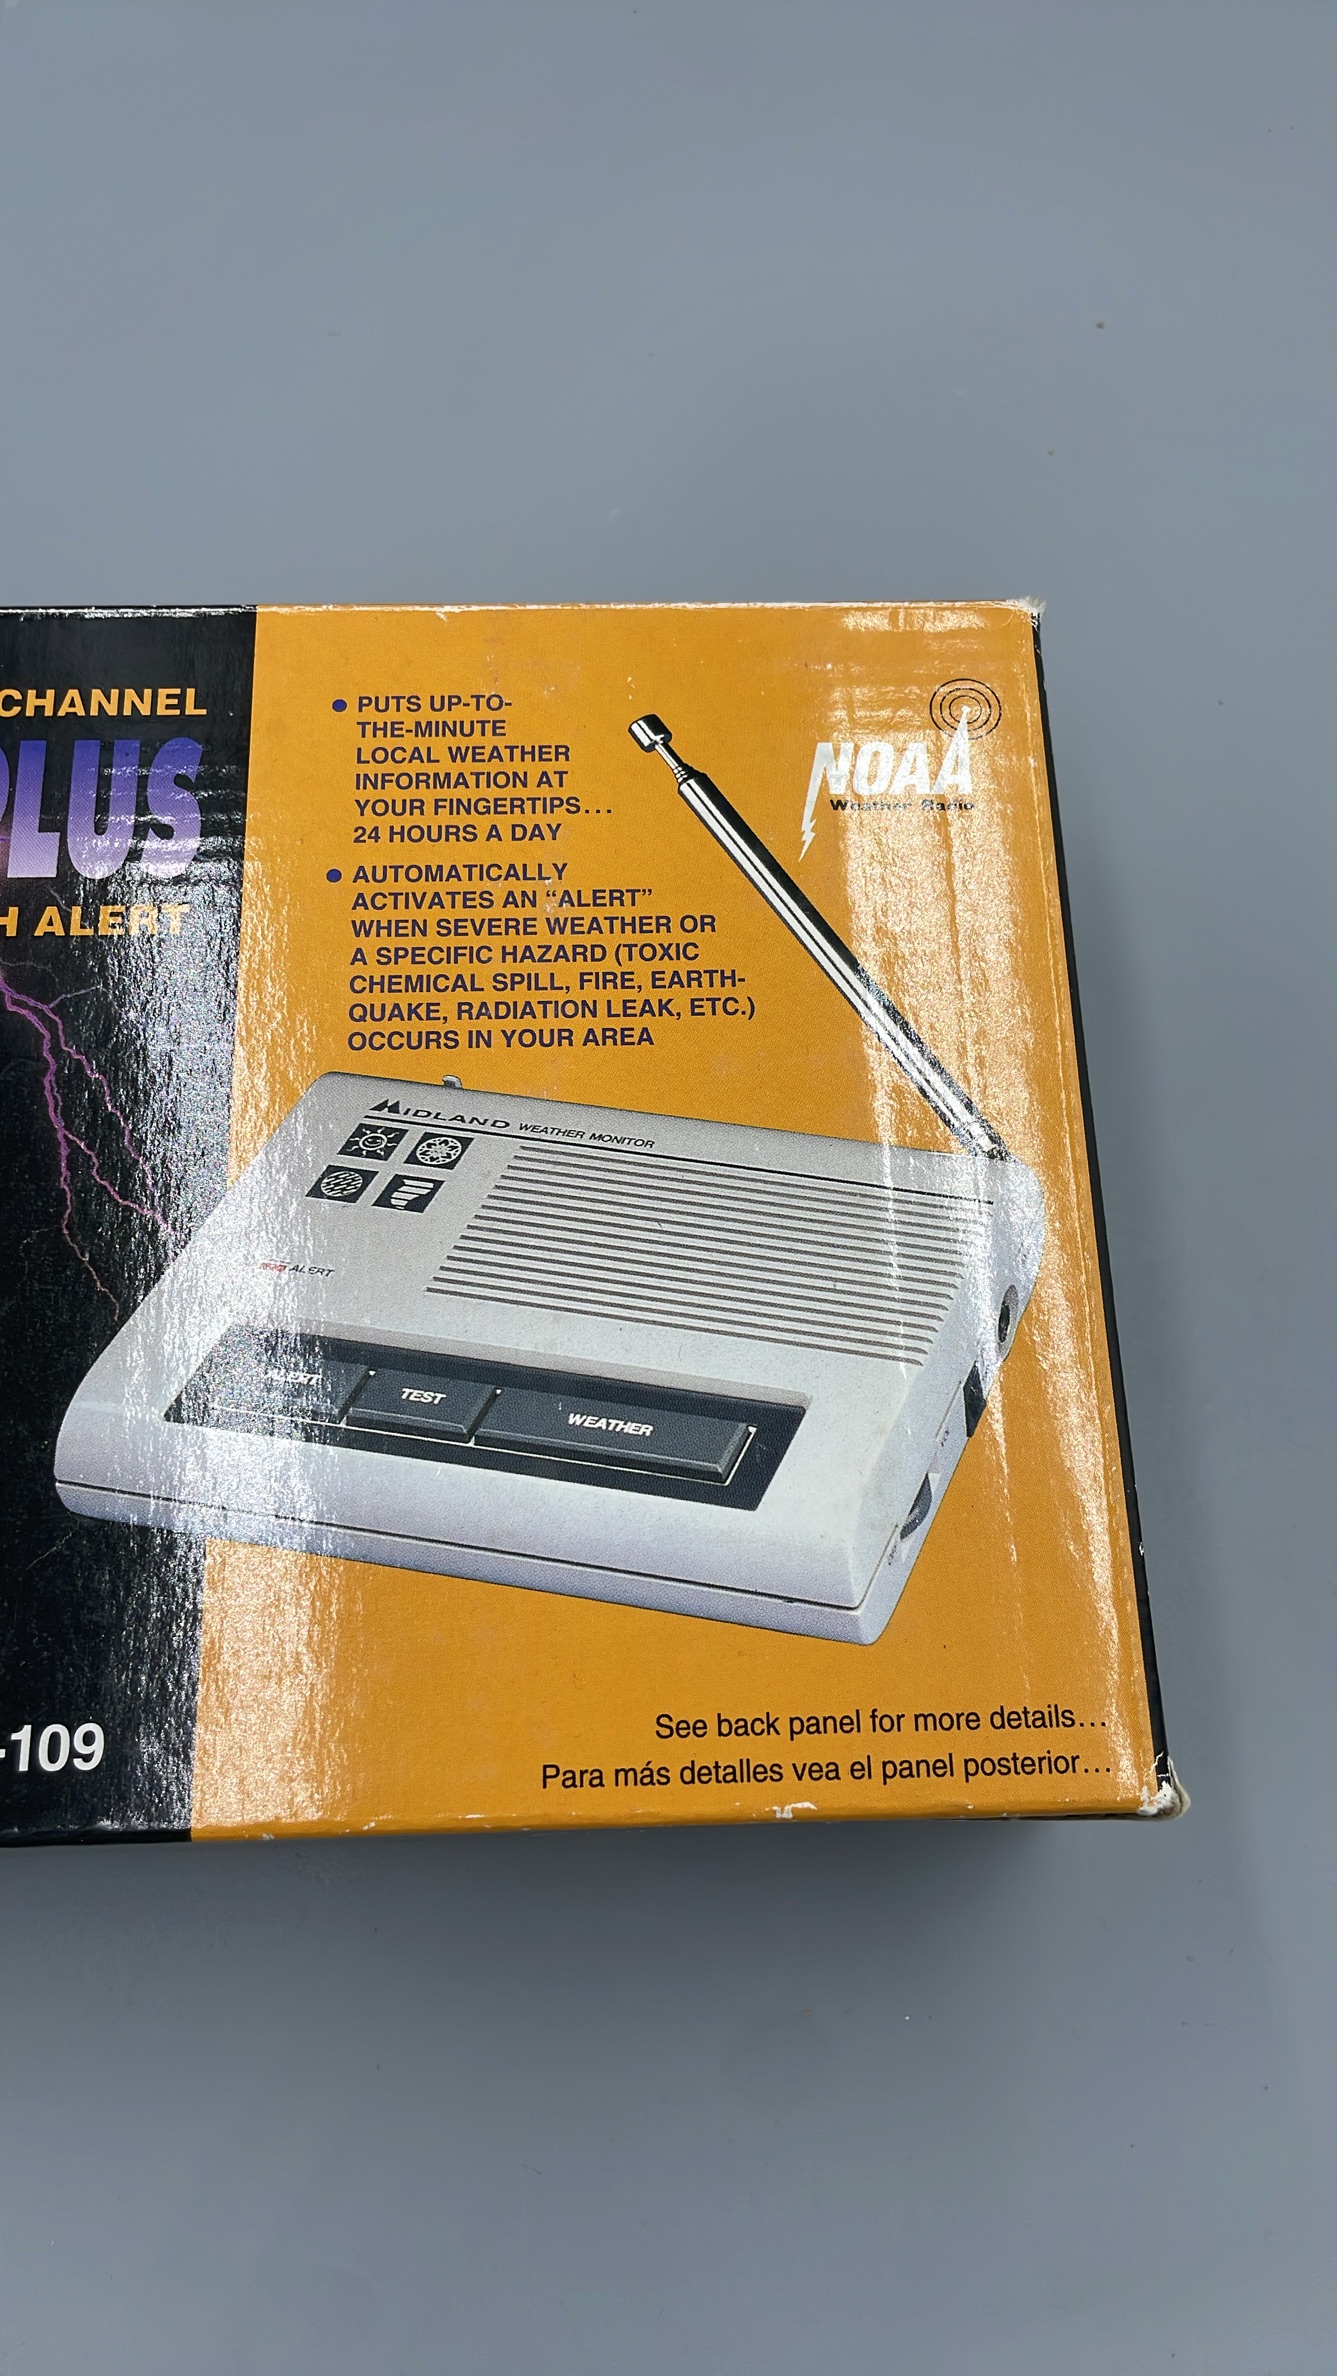 CHANNEL
PLUS
H ALERT
-109
• PUTS UP-TO-
THE-MINUTE
LOCAL WEATHER
INFORMATION AT
YOUR FINGERTIPS...
24 HOURS A DAY
• AUTOMATICALLY
ACTIVATES AN “ALERT”
WHEN SEVERE WEATHER OR
A SPECIFIC HAZARD (TOXIC
CHEMICAL SPILL, FIRE, EARTH-
QUAKE, RADIATION LEAK, ETC.)
OCCURS IN YOUR AREA
NOAA
Weather Radio
MIDLAND WEATHER MONITOR
ALERT
ALERT TEST WEATHER
See back panel for more details...
Para más detalles vea el panel posterior...